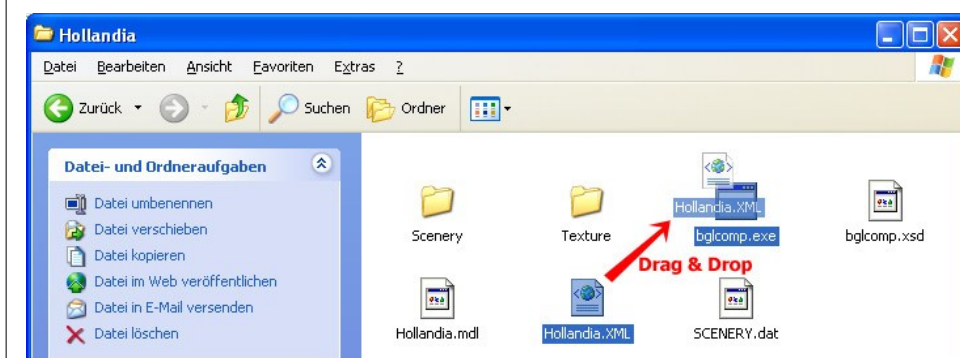 Hollandia
Datei Bearbeiten Ansicht Favoriten Extras ?
Zurück Suchen Ordner
Datei- und Ordneraufgaben
Datei umbenennen
Datei verschieben
Datei kopieren
Datei im Web veröffentlichen
Datei in E-Mail versenden
Datei löschen
Hollandia.XML
Scenery Texture bglcomp.exe bglcomp.xsd
Drag & Drop
Hollandia.mdl Hollandia.XML SCENERY.dat